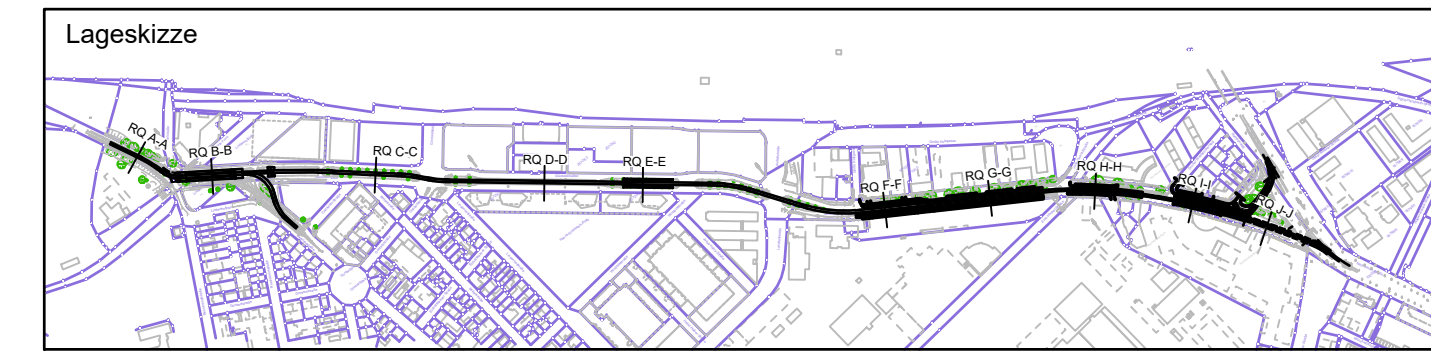 Lageskizze
RQ A-A
RQ B-B
RQ C-C
RQ D-D
RQ E-E
RQ F-F
RQ G-G
RQ H-H
RQ I-I
RQ J-J